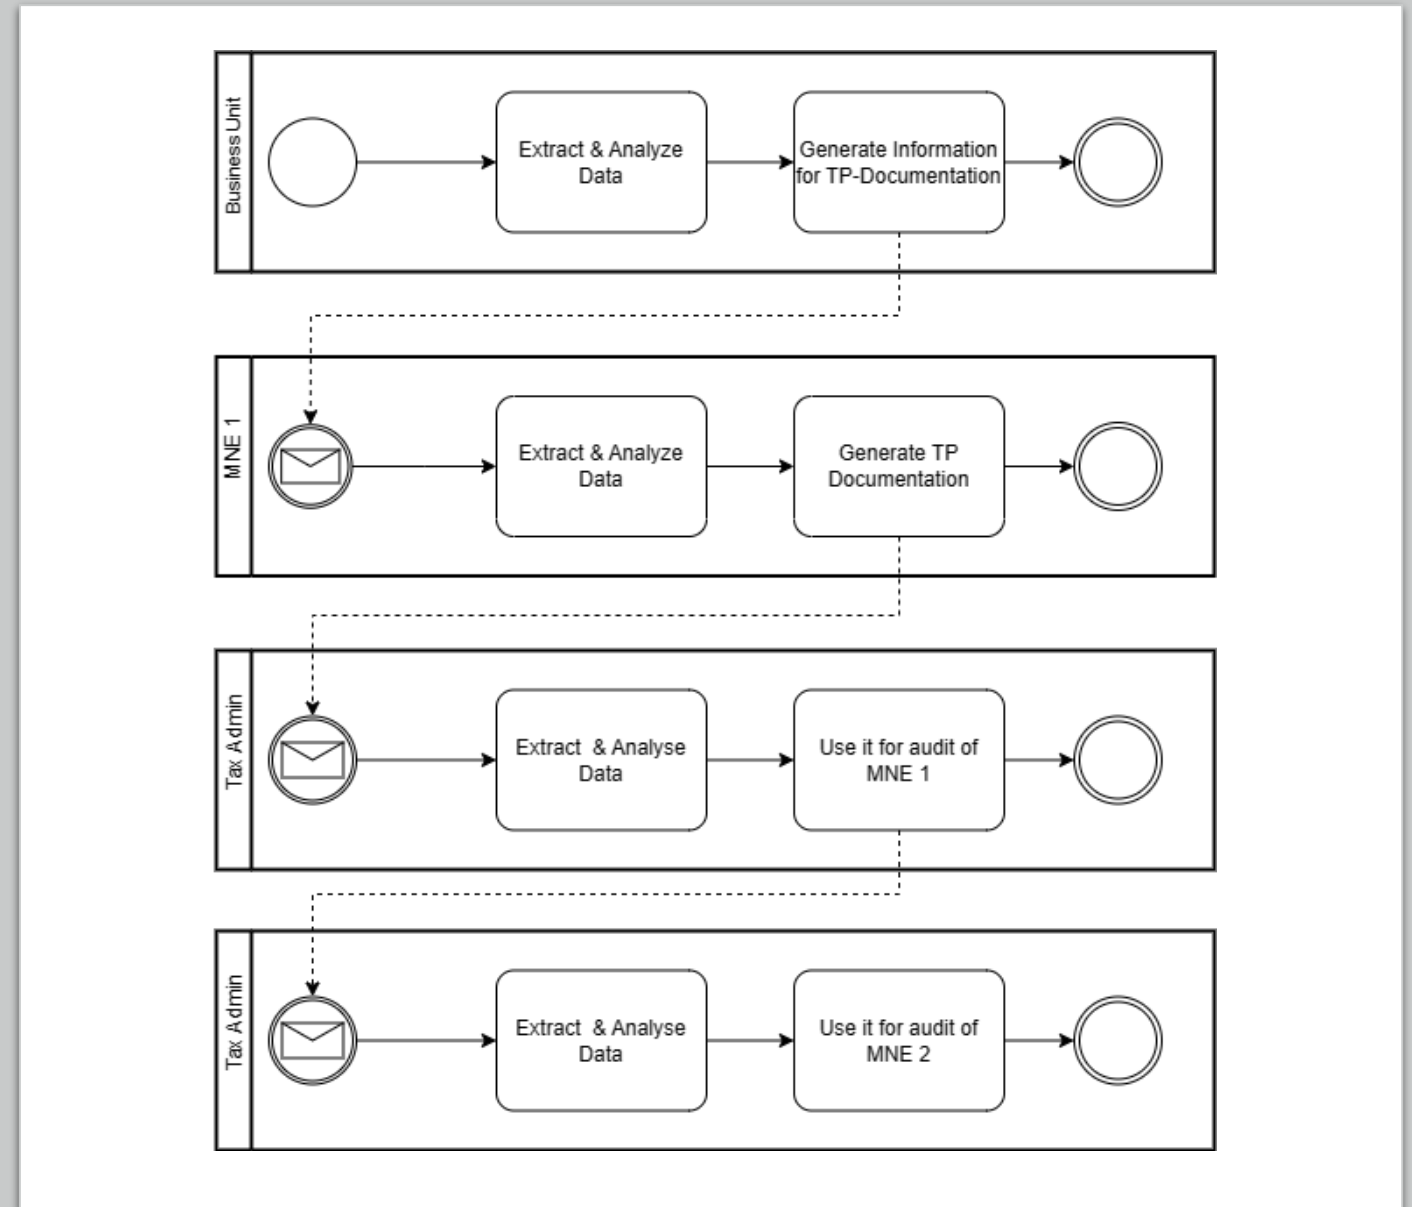 Business Unit
Extract & Analyze
Data
Generate Information
for TP-Documentation
MNE 1
Extract & Analyze
Data
Generate TP
Documentation
Tax Admin
Extract  & Analyse
Data
Use it for audit of
MNE 1
Tax Admin
Extract  & Analyse
Data
Use it for audit of
MNE 2